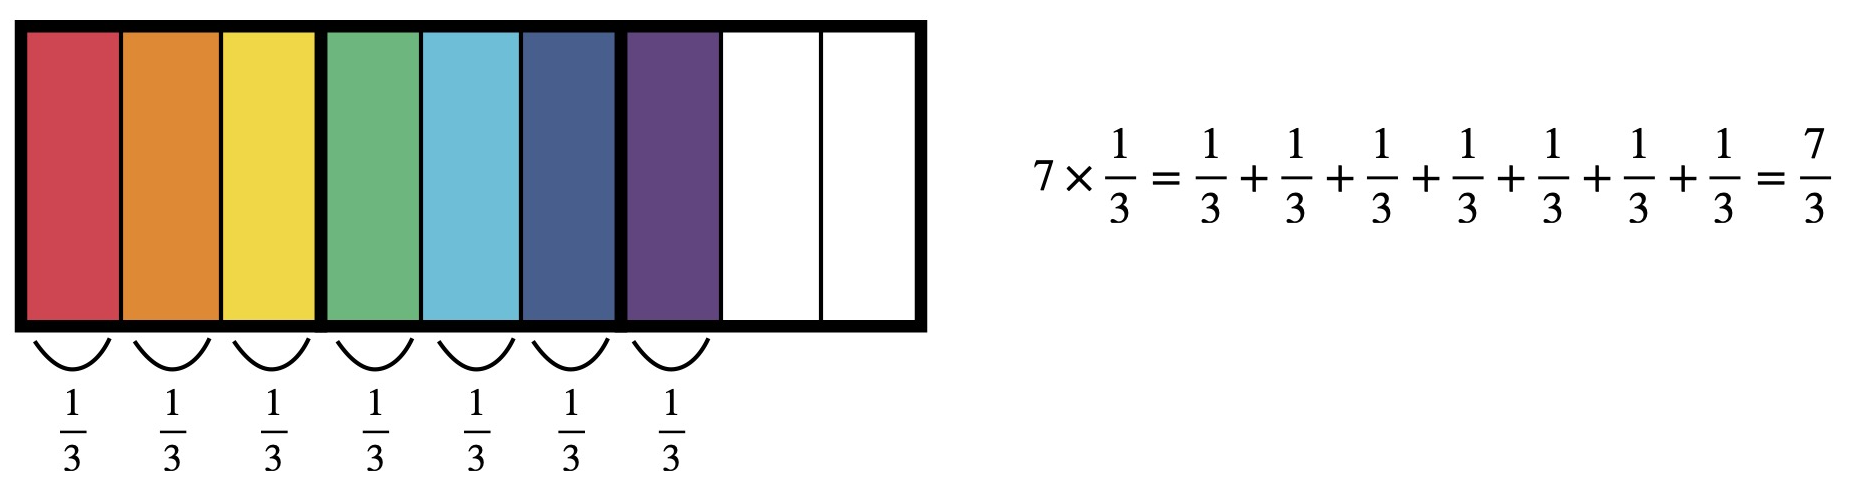 7 × 1/3 = 1/3 + 1/3 + 1/3 + 1/3 + 1/3 + 1/3 + 1/3 = 7/3
1/3 1/3 1/3 1/3 1/3 1/3 1/3